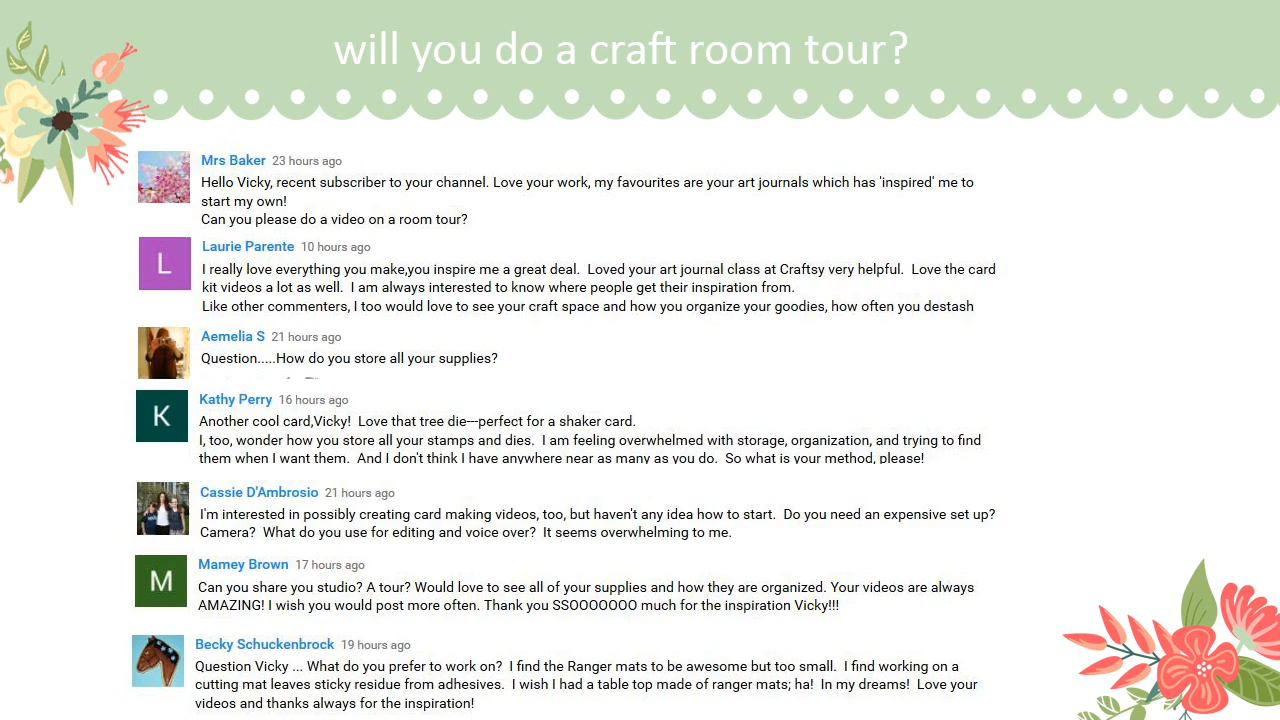 will you do a craft room tour?
Mrs Baker 23 hours ago
Hello Vicky, recent subscriber to your channel. Love your work, my favourites are your art journals which has 'inspired' me to
start my own!
Can you please do a video on a room tour?
L
Laurie Parente 10 hours ago
I really love everything you make,you inspire me a great deal. Loved your art journal class at Craftsy very helpful. Love the card
kit videos a lot as well. I am always interested to know where people get their inspiration from.
Like other commenters, I too would love to see your craft space and how you organize your goodies, how often you destash
Aemelia S 21 hours ago
Question.....How do you store all your supplies?
K
Kathy Perry 16 hours ago
Another cool card,Vicky! Love that tree die---perfect for a shaker card.
I, too, wonder how you store all your stamps and dies. I am feeling overwhelmed with storage, organization, and trying to find
them when I want them. And I don't think I have anywhere near as many as you do. So what is your method, please!
Cassie D'Ambrosio 21 hours ago
I'm interested in possibly creating card making videos, too, but haven't any idea how to start. Do you need an expensive set up?
Camera? What do you use for editing and voice over? It seems overwhelming to me.
M
Mamey Brown 17 hours ago
Can you share you studio? A tour? Would love to see all of your supplies and how they are organized. Your videos are always
AMAZING! I wish you would post more often. Thank you SSOOOOOOO much for the inspiration Vicky!!!
Becky Schuckenbrock 19 hours ago
Question Vicky ... What do you prefer to work on? I find the Ranger mats to be awesome but too small. I find working on a
cutting mat leaves sticky residue from adhesives. I wish I had a table top made of ranger mats; ha! In my dreams! Love your
videos and thanks always for the inspiration!